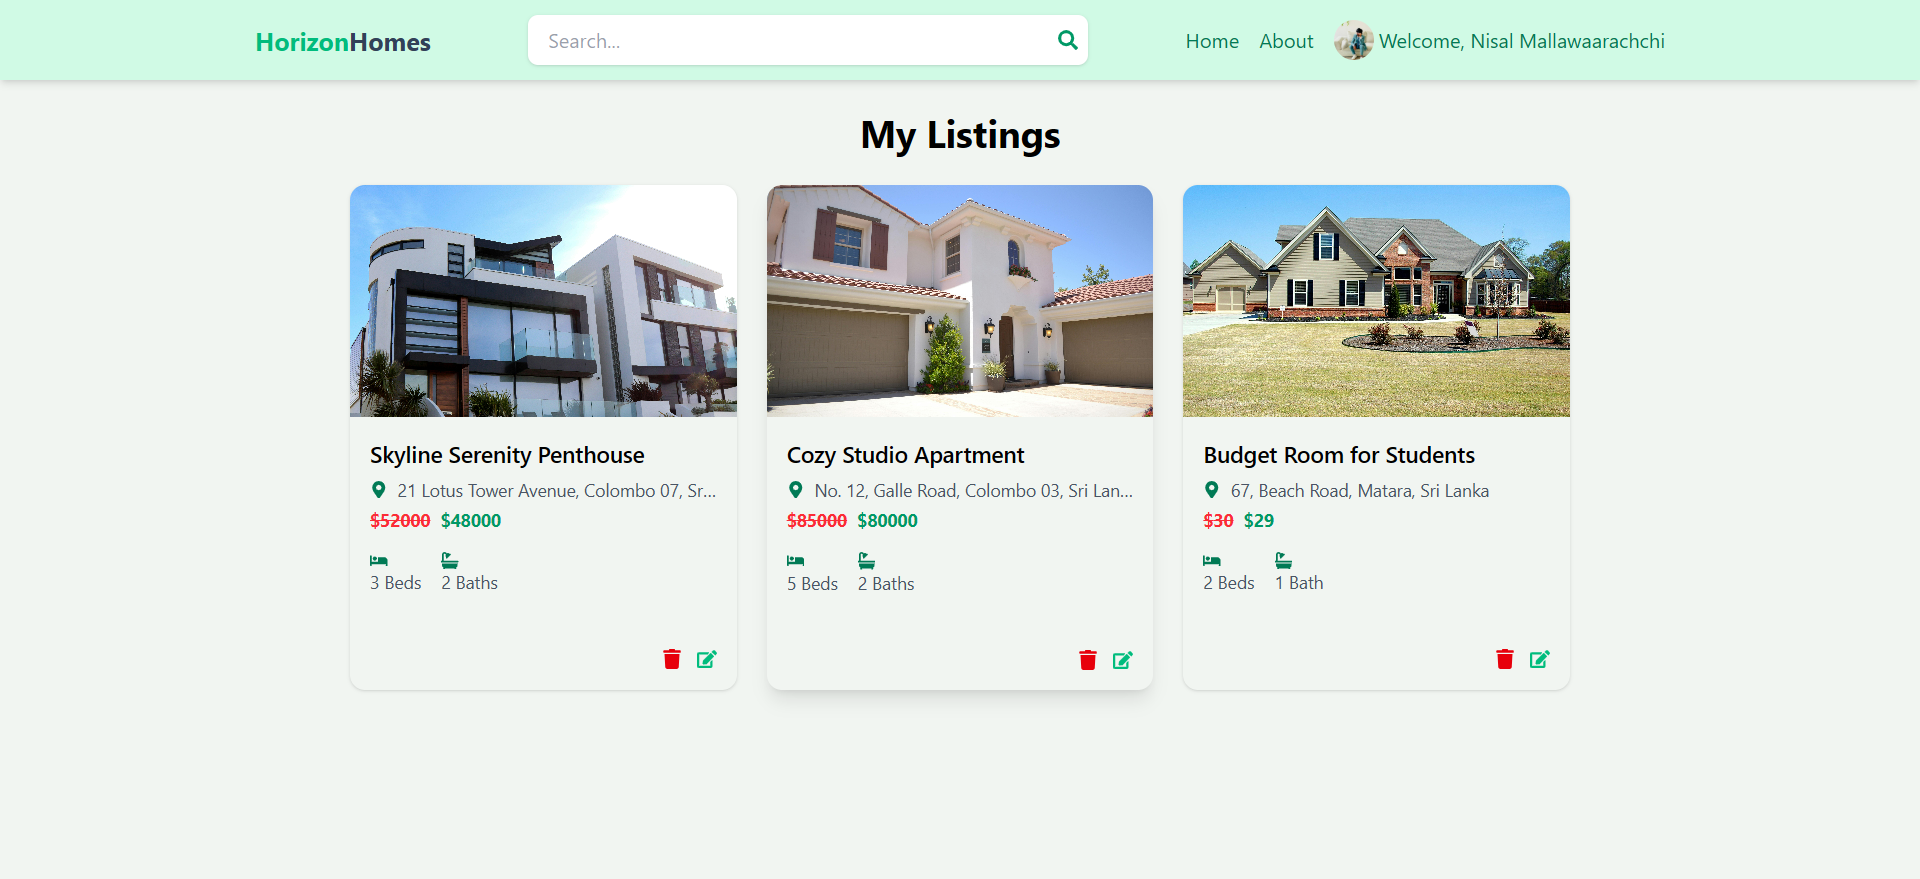 HorizonHomes
Search...
Home About Welcome, Nisal Mallawaarachchi
My Listings
Skyline Serenity Penthouse
21 Lotus Tower Avenue, Colombo 07, Sr...
$52000 $48000
3 Beds 2 Baths
Cozy Studio Apartment
No. 12, Galle Road, Colombo 03, Sri Lan...
$85000 $80000
5 Beds 2 Baths
Budget Room for Students
67, Beach Road, Matara, Sri Lanka
$30 $29
2 Beds 1 Bath